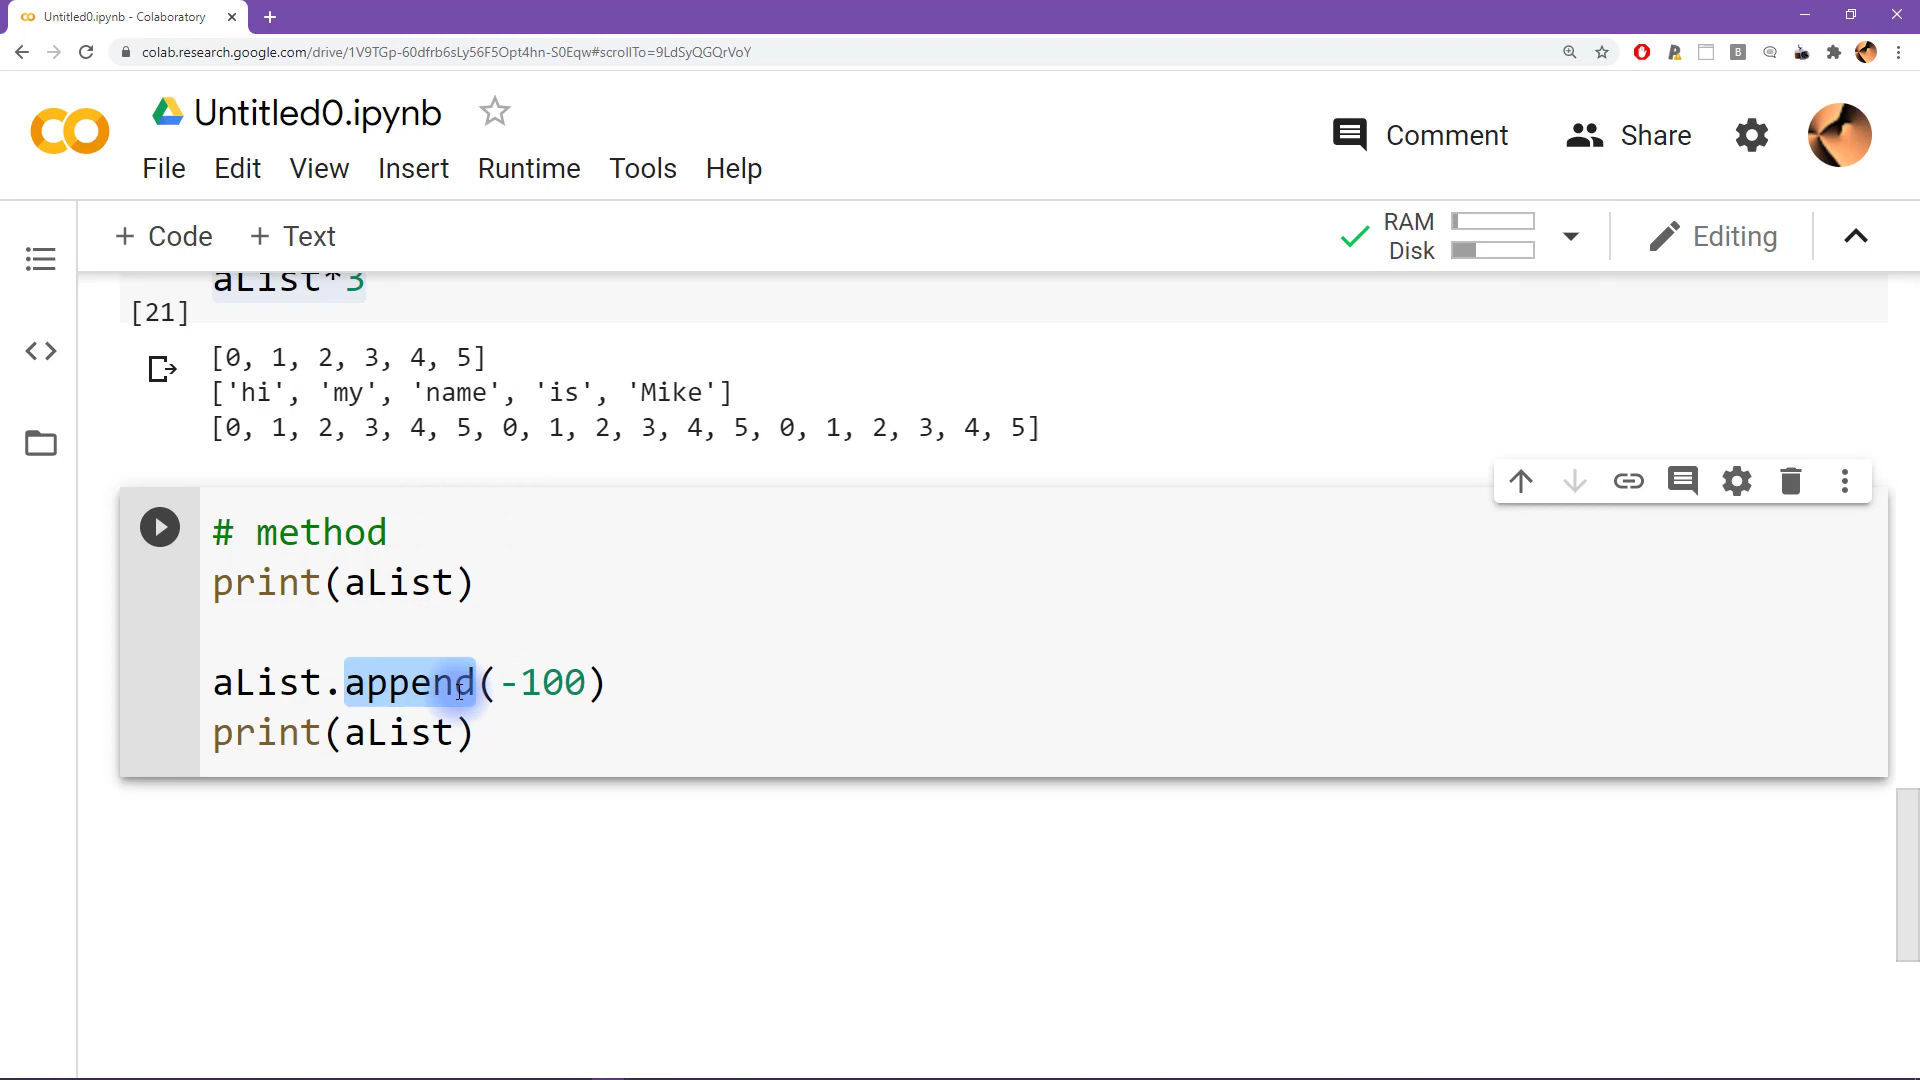 Untitled0.ipynb - Colaboratory
colab.research.google.com/drive/1V9TGp-60dfrb6sLy56F5Opt4hn-S0Eqw#scrollTo=9LdSyQGQrVoY
Untitled0.ipynb
Comment
Share
File Edit View Insert Runtime Tools Help
+ Code + Text
RAM
Disk
Editing
aList*3
[21]
[0, 1, 2, 3, 4, 5]
['hi', 'my', 'name', 'is', 'Mike']
[0, 1, 2, 3, 4, 5, 0, 1, 2, 3, 4, 5, 0, 1, 2, 3, 4, 5]
# method
print(aList)
aList.append(-100)
print(aList)